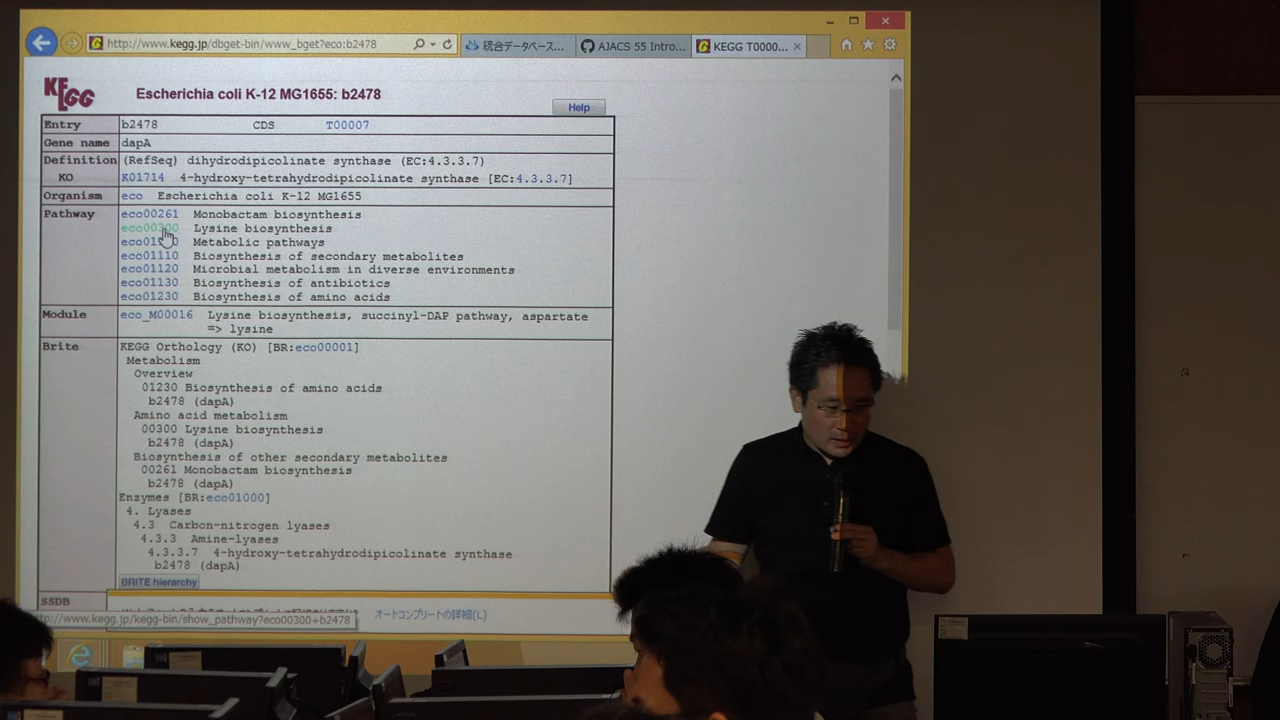 http://www.kegg.jp/dbget-bin/www_bget?eco:b2478
統合データベース...
AJACS 55 Intro...
KEGG T0000...
KEGG
Escherichia coli K-12 MG1655: b2478
Help
Entry b2478 CDS T00007
Gene name dapA
Definition (RefSeq) dihydrodipicolinate synthase (EC:4.3.3.7)
KO K01714 4-hydroxy-tetrahydrodipicolinate synthase [EC:4.3.3.7]
Organism eco Escherichia coli K-12 MG1655
Pathway eco00261 Monobactam biosynthesis
eco00300 Lysine biosynthesis
Metabolic pathways
eco01110 Biosynthesis of secondary metabolites
eco01120 Microbial metabolism in diverse environments
eco01130 Biosynthesis of antibiotics
eco01230 Biosynthesis of amino acids
Module eco_M00016 Lysine biosynthesis, succinyl-DAP pathway, aspartate
=> lysine
Brite KEGG Orthology (KO) [BR:eco00001]
Metabolism
Overview
01230 Biosynthesis of amino acids
b2478 (dapA)
Amino acid metabolism
00300 Lysine biosynthesis
b2478 (dapA)
Biosynthesis of other secondary metabolites
00261 Monobactam biosynthesis
b2478 (dapA)
Enzymes [BR:eco01000]
4. Lyases
4.3 Carbon-nitrogen lyases
4.3.3 Amine-lyases
4.3.3.7 4-hydroxy-tetrahydrodipicolinate synthase
b2478 (dapA)
BRITE hierarchy
SSDB
オートコンプリートの詳細(L)
http://www.kegg.jp/kegg-bin/show_pathway?eco00300+b2478